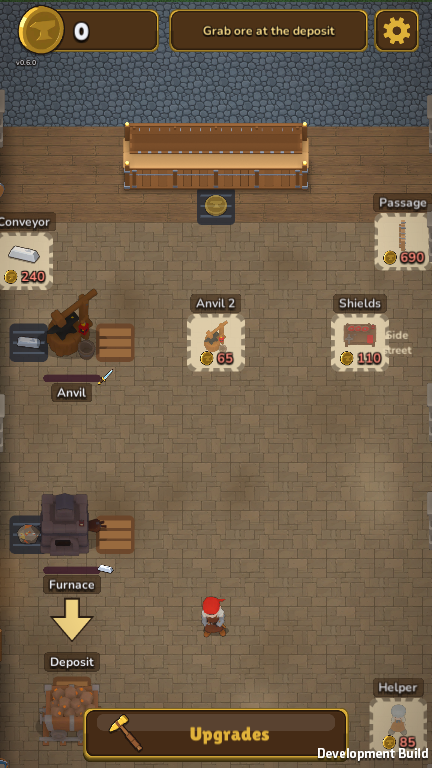 0
Grab ore at the deposit
v0.6.0
Passage
690
Conveyor
240
Anvil 2
65
Shields
110
Side
Street
Anvil
Furnace
Deposit
Helper
85
Upgrades
Development Build